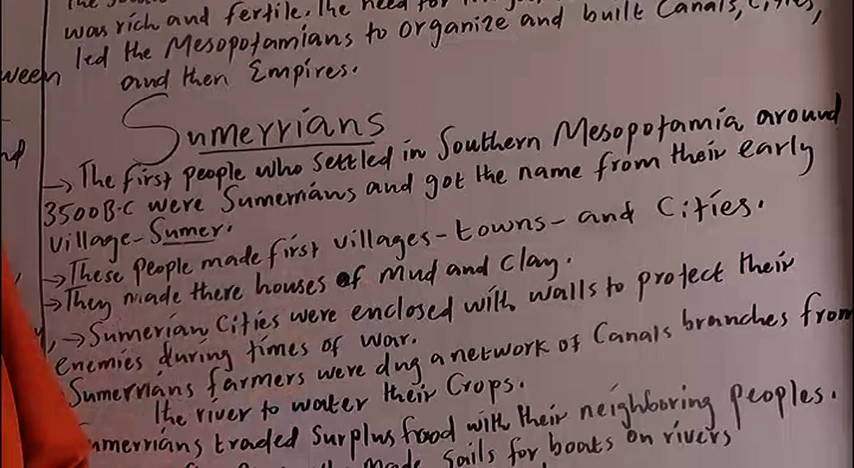 was rich and fertile. The need for
led the Mesopotamians to organize and built Canals, Cities,
ween and then Empires.
Sumerrians
→ The first people who settled in Southern Mesopotamia around
3500B.C were Sumerrians and got the name from their early
village-Sumer.
→ These people made first villages-towns-and Cities.
→ They made there houses of Mud and Clay.
→ Sumerian Cities were enclosed with walls to protect their
enemies during times of war.
Sumerrians farmers were dug a network of Canals branches from
the river to water their Crops.
umerrians traded Surplus food with their neighboring peoples.
made Sails for boats on rivers